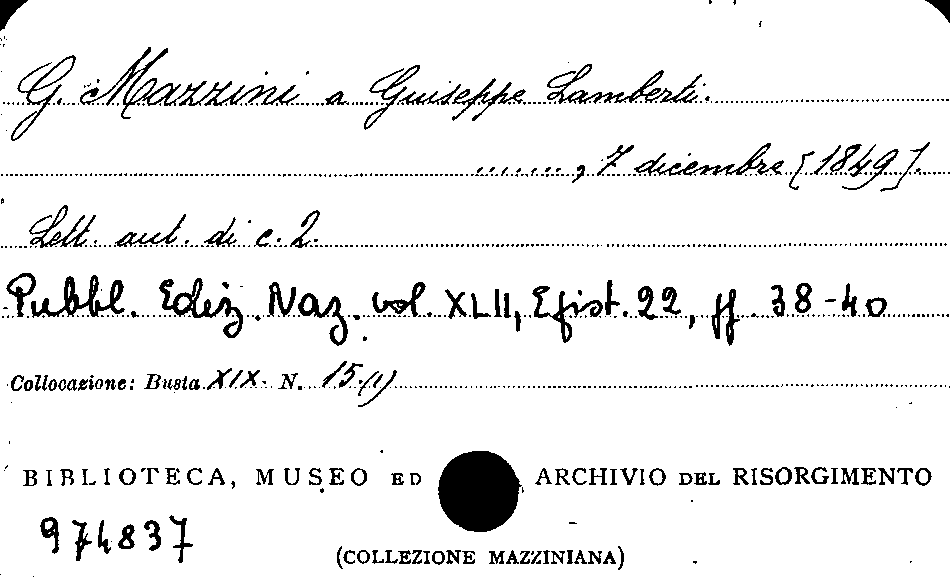 G. Mazzini a Giuseppe Lamberti.
........, 7 dicembre [1849].
Lett. aut. di c. 2.
Pubbl. Ediz. Naz. vol. XLII, Epist. 22, pp. 38-40
Collocazione: Busta XIX. N. 15 (1)
BIBLIOTECA, MUSEO ED ARCHIVIO DEL RISORGIMENTO
974837
(COLLEZIONE MAZZINIANA)